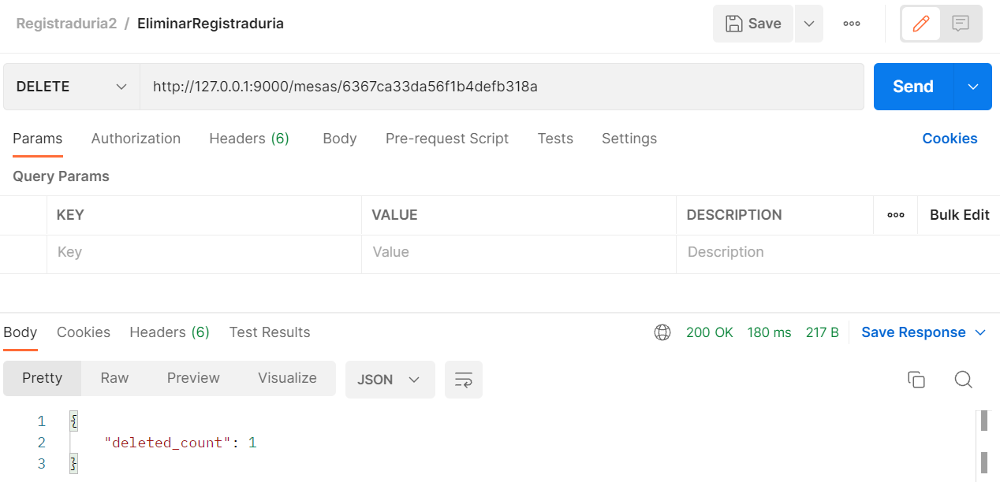 Registraduria2 / EliminarRegistraduria
Save
DELETE
http://127.0.0.1:9000/mesas/6367ca33da56f1b4defb318a
Send
Params Authorization Headers (6) Body Pre-request Script Tests Settings Cookies
Query Params
KEY VALUE DESCRIPTION Bulk Edit
Key Value Description
Body Cookies Headers (6) Test Results 200 OK 180 ms 217 B Save Response
Pretty Raw Preview Visualize JSON
1 {
2 "deleted_count": 1
3 }